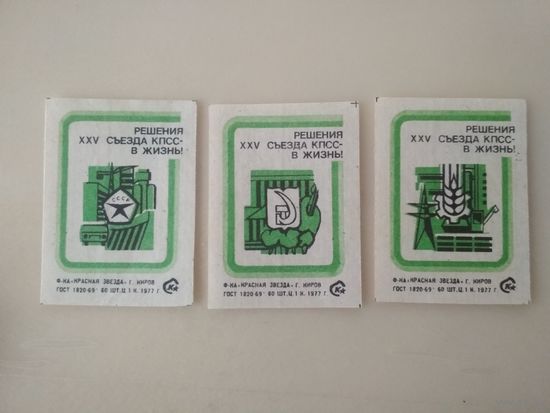 РЕШЕНИЯ
XXV СЪЕЗДА КПСС-
В ЖИЗНЬ!
СССР
Ф-КА·КРАСНАЯ ЗВЕЗДА· Г. КИРОВ
ГОСТ 1820-69 60 ШТ. Ц. 1 К. 1977 Г.
РЕШЕНИЯ
XXV СЪЕЗДА КПСС-
В ЖИЗНЬ!
Ф-КА·КРАСНАЯ ЗВЕЗДА· Г. КИРОВ
ГОСТ 1820-69 60 ШТ. Ц. 1 К. 1977 Г.
РЕШЕНИЯ
XXV СЪЕЗДА КПСС-
В ЖИЗНЬ!
Ф-КА·КРАСНАЯ ЗВЕЗДА· Г. КИРОВ
ГОСТ 1820-69 60 ШТ. Ц. 1 К. 1977 Г.